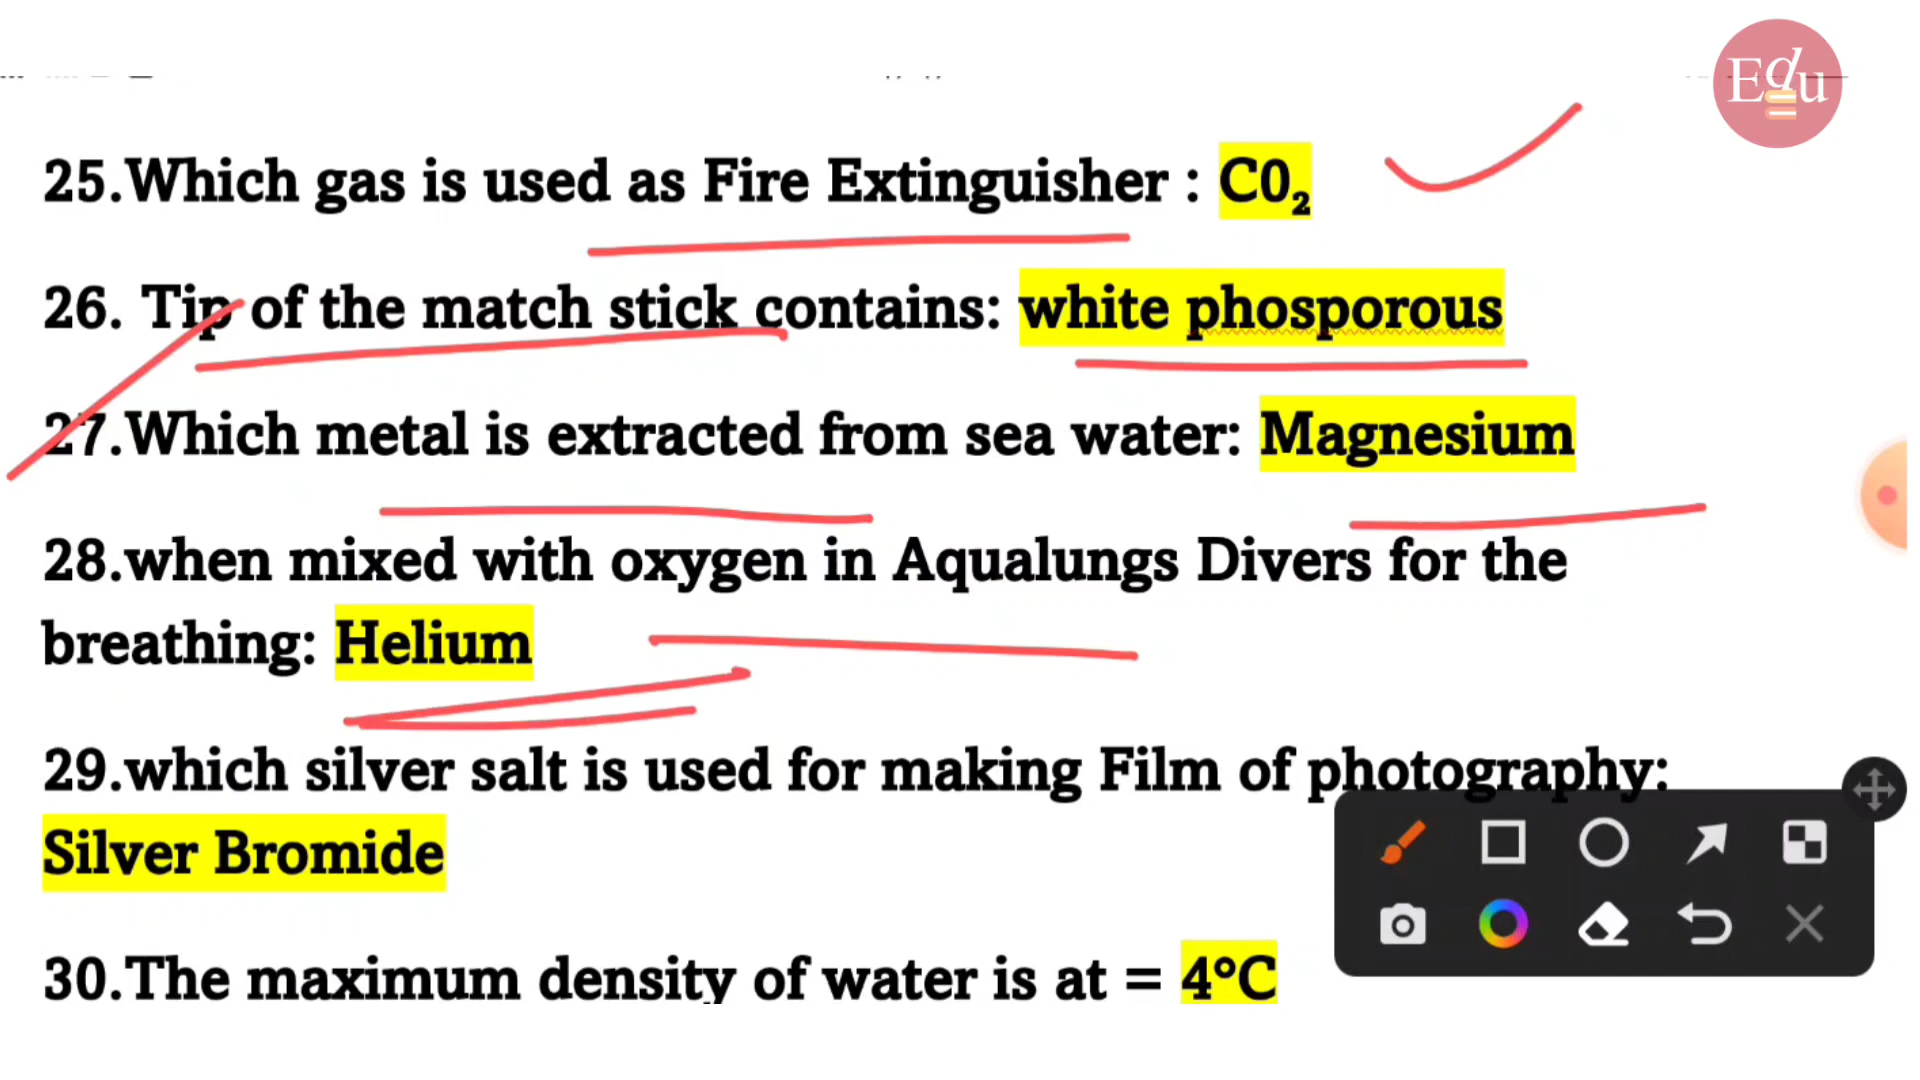 Edu
25.Which gas is used as Fire Extinguisher : C0₂
26. Tip of the match stick contains: white phosporous
27.Which metal is extracted from sea water: Magnesium
28.when mixed with oxygen in Aqualungs Divers for the
breathing: Helium
29.which silver salt is used for making Film of photography:
Silver Bromide
30.The maximum density of water is at = 4°C